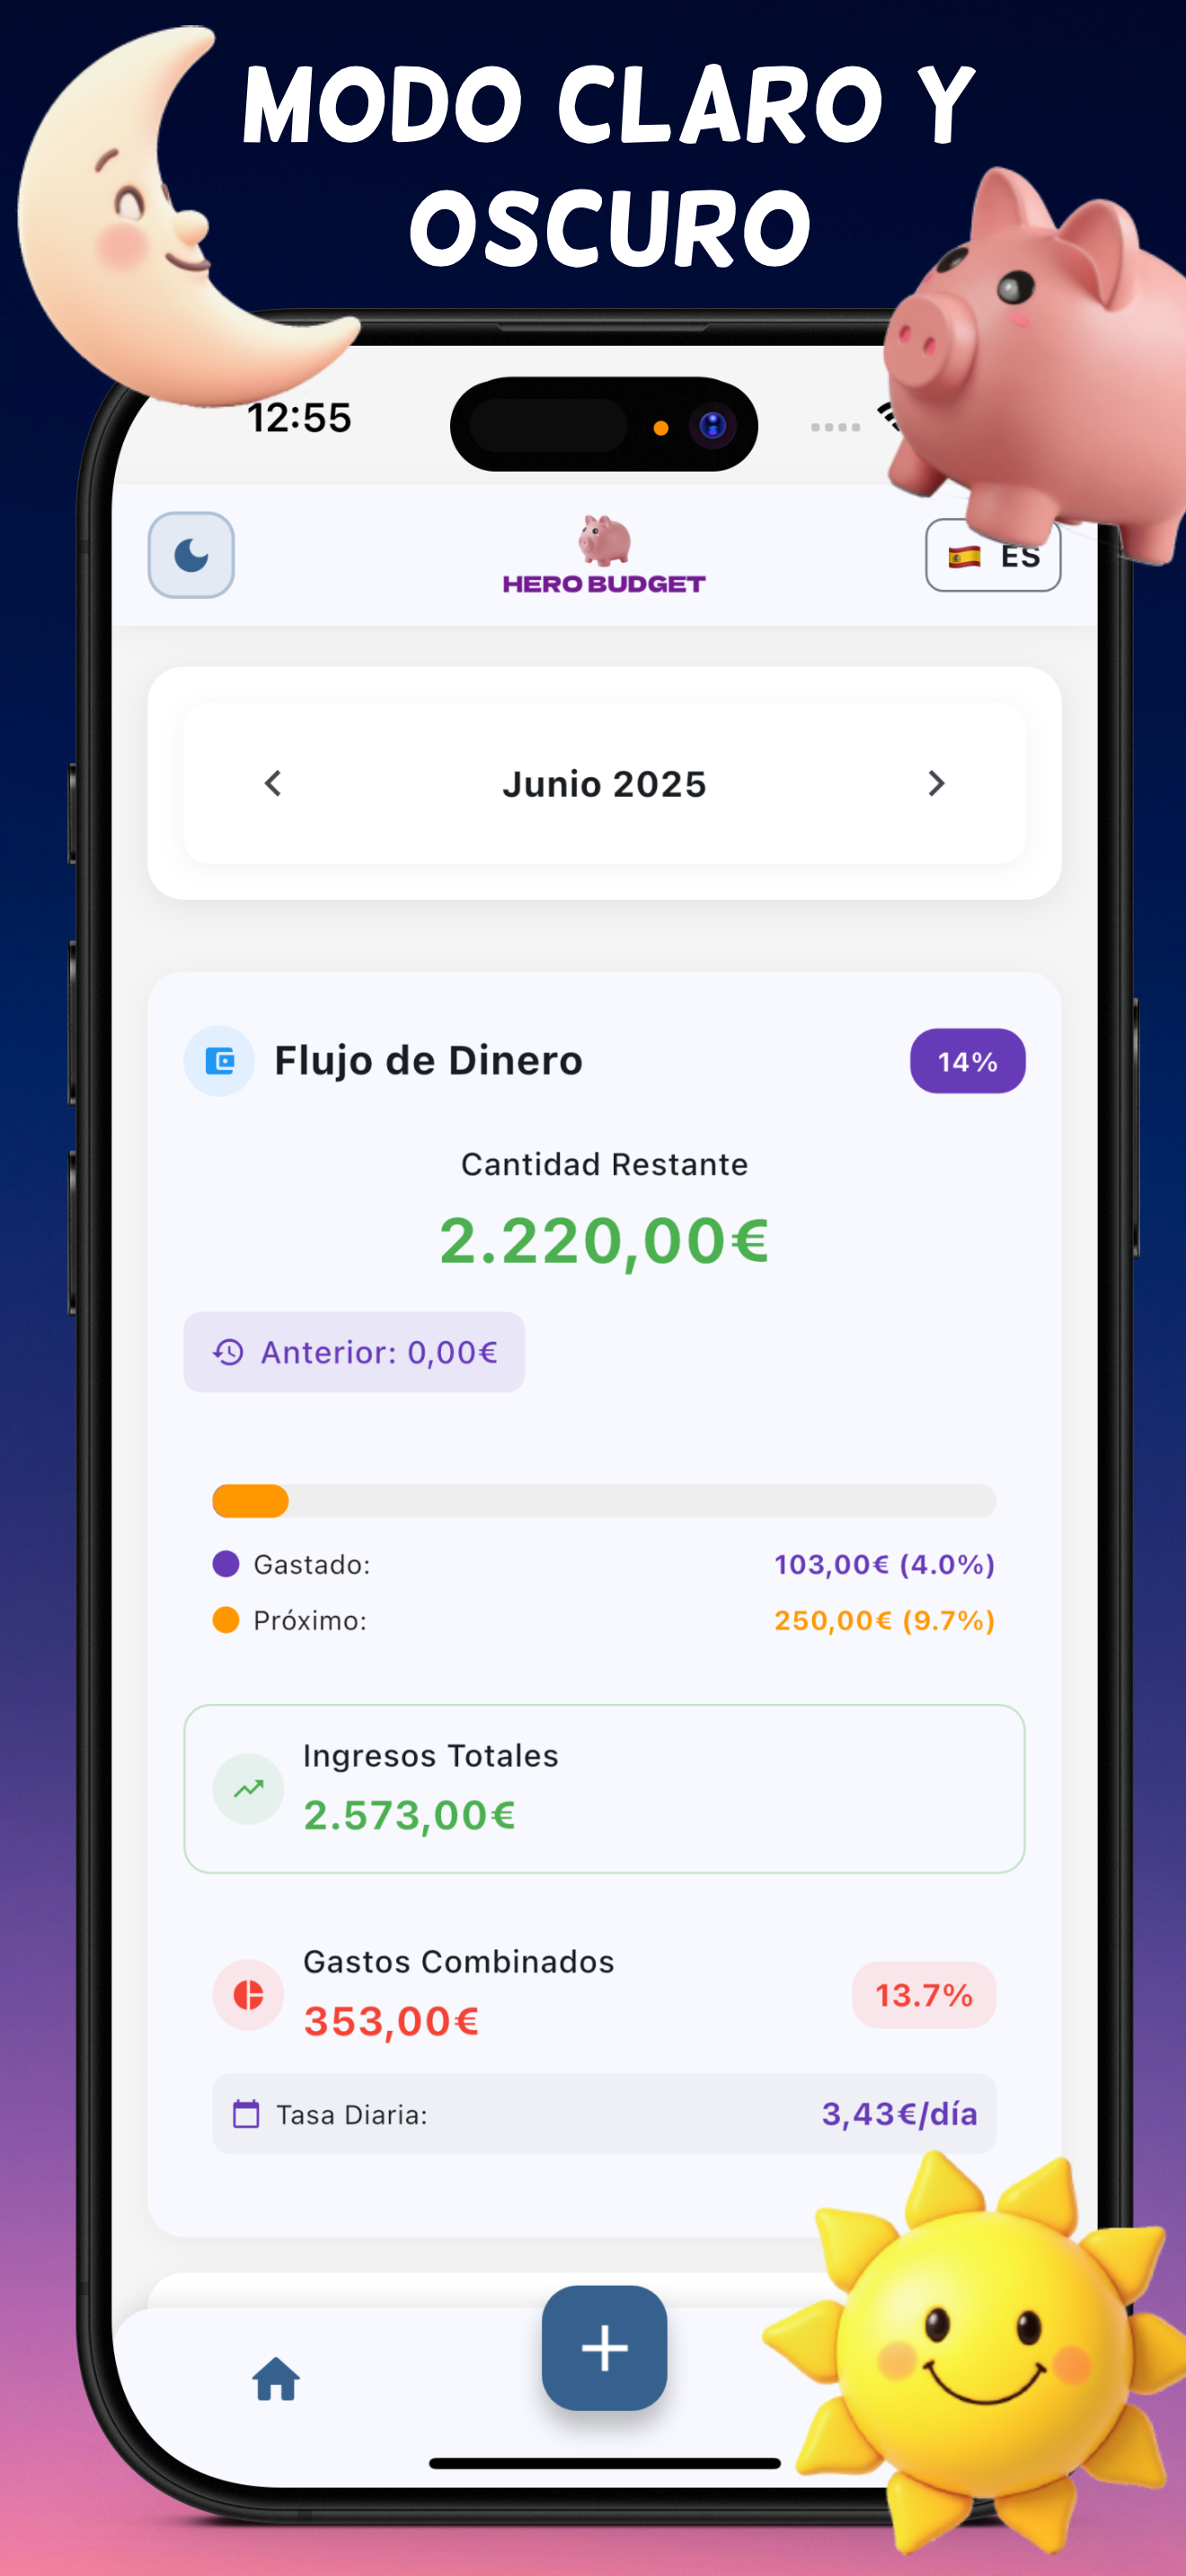 MODO CLARO Y
OSCURO
12:55
HERO BUDGET
ES
Junio 2025
Flujo de Dinero
14%
Cantidad Restante
2.220,00€
Anterior: 0,00€
Gastado:
103,00€ (4.0%)
Próximo:
250,00€ (9.7%)
Ingresos Totales
2.573,00€
Gastos Combinados
353,00€
13.7%
Tasa Diaria:
3,43€/día